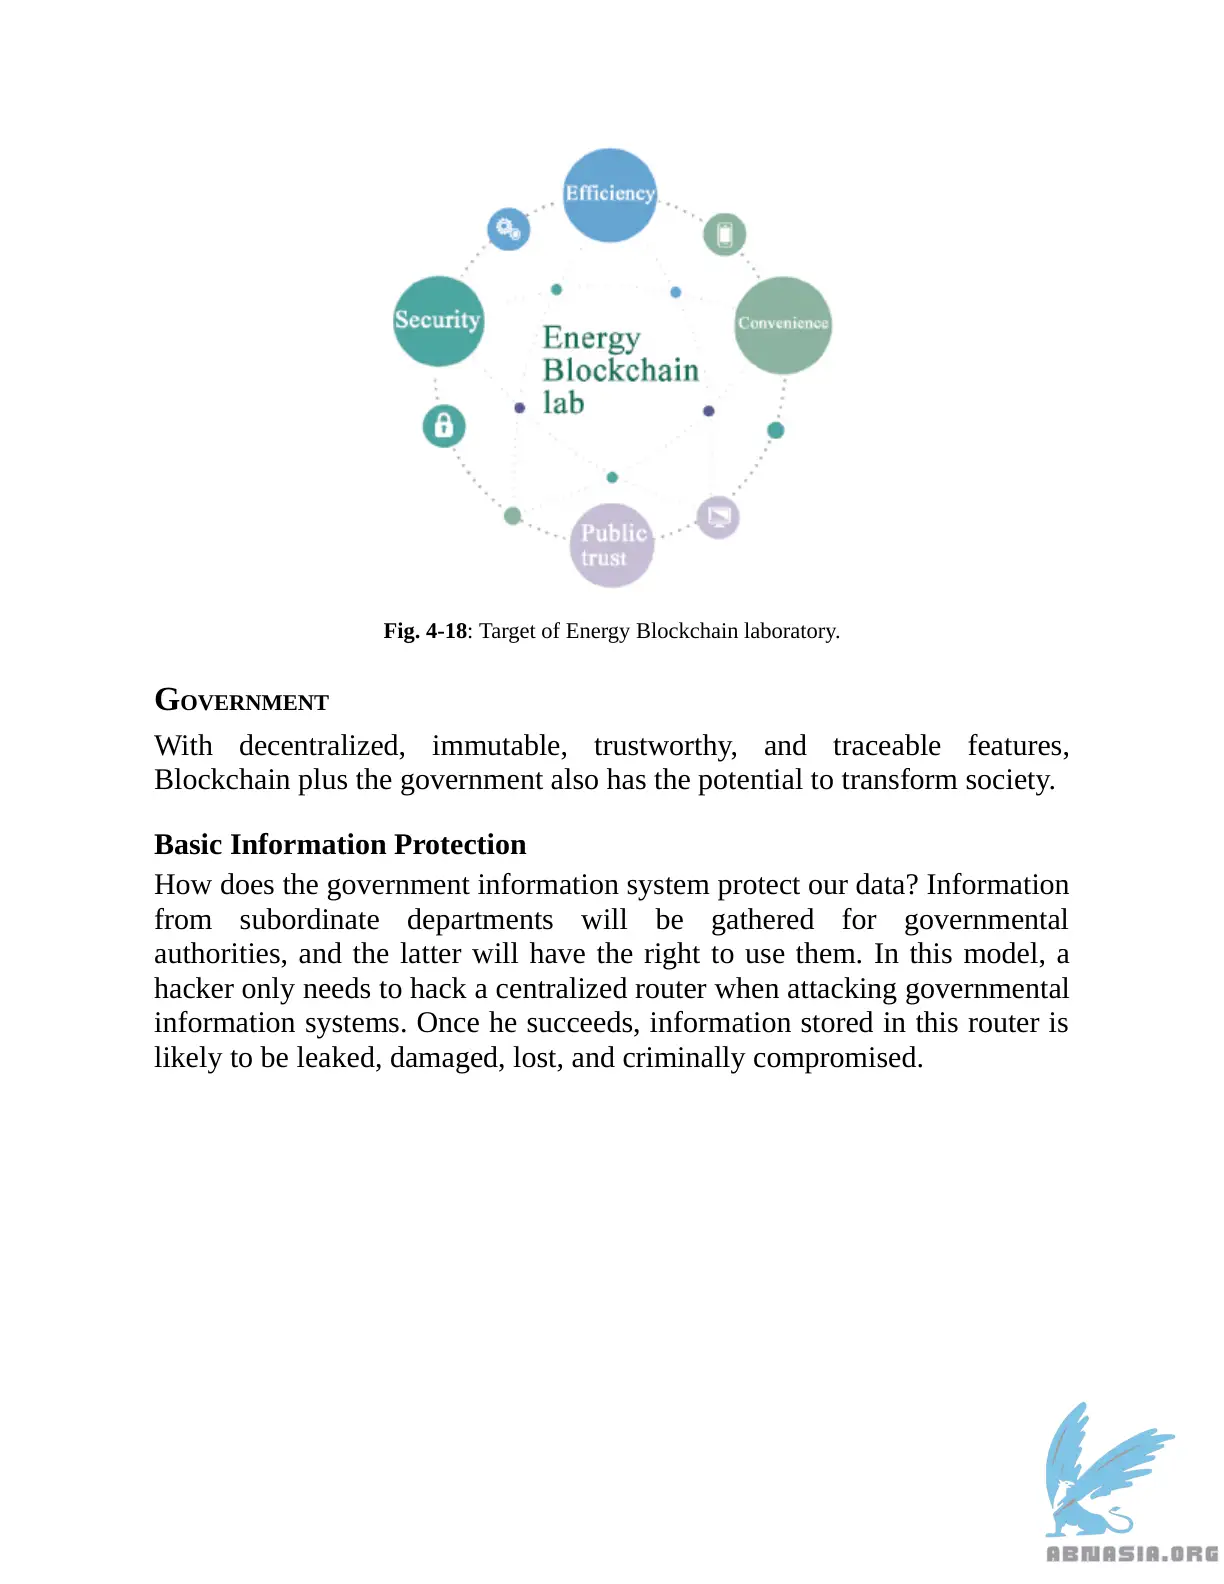 Efficiency
Security
Convenience
Energy
Blockchain
lab
Public
trust
Fig. 4-18: Target of Energy Blockchain laboratory.
GOVERNMENT
With decentralized, immutable, trustworthy, and traceable features,
Blockchain plus the government also has the potential to transform society.
Basic Information Protection
How does the government information system protect our data? Information
from subordinate departments will be gathered for governmental
authorities, and the latter will have the right to use them. In this model, a
hacker only needs to hack a centralized router when attacking governmental
information systems. Once he succeeds, information stored in this router is
likely to be leaked, damaged, lost, and criminally compromised.
ABNASIA.ORG